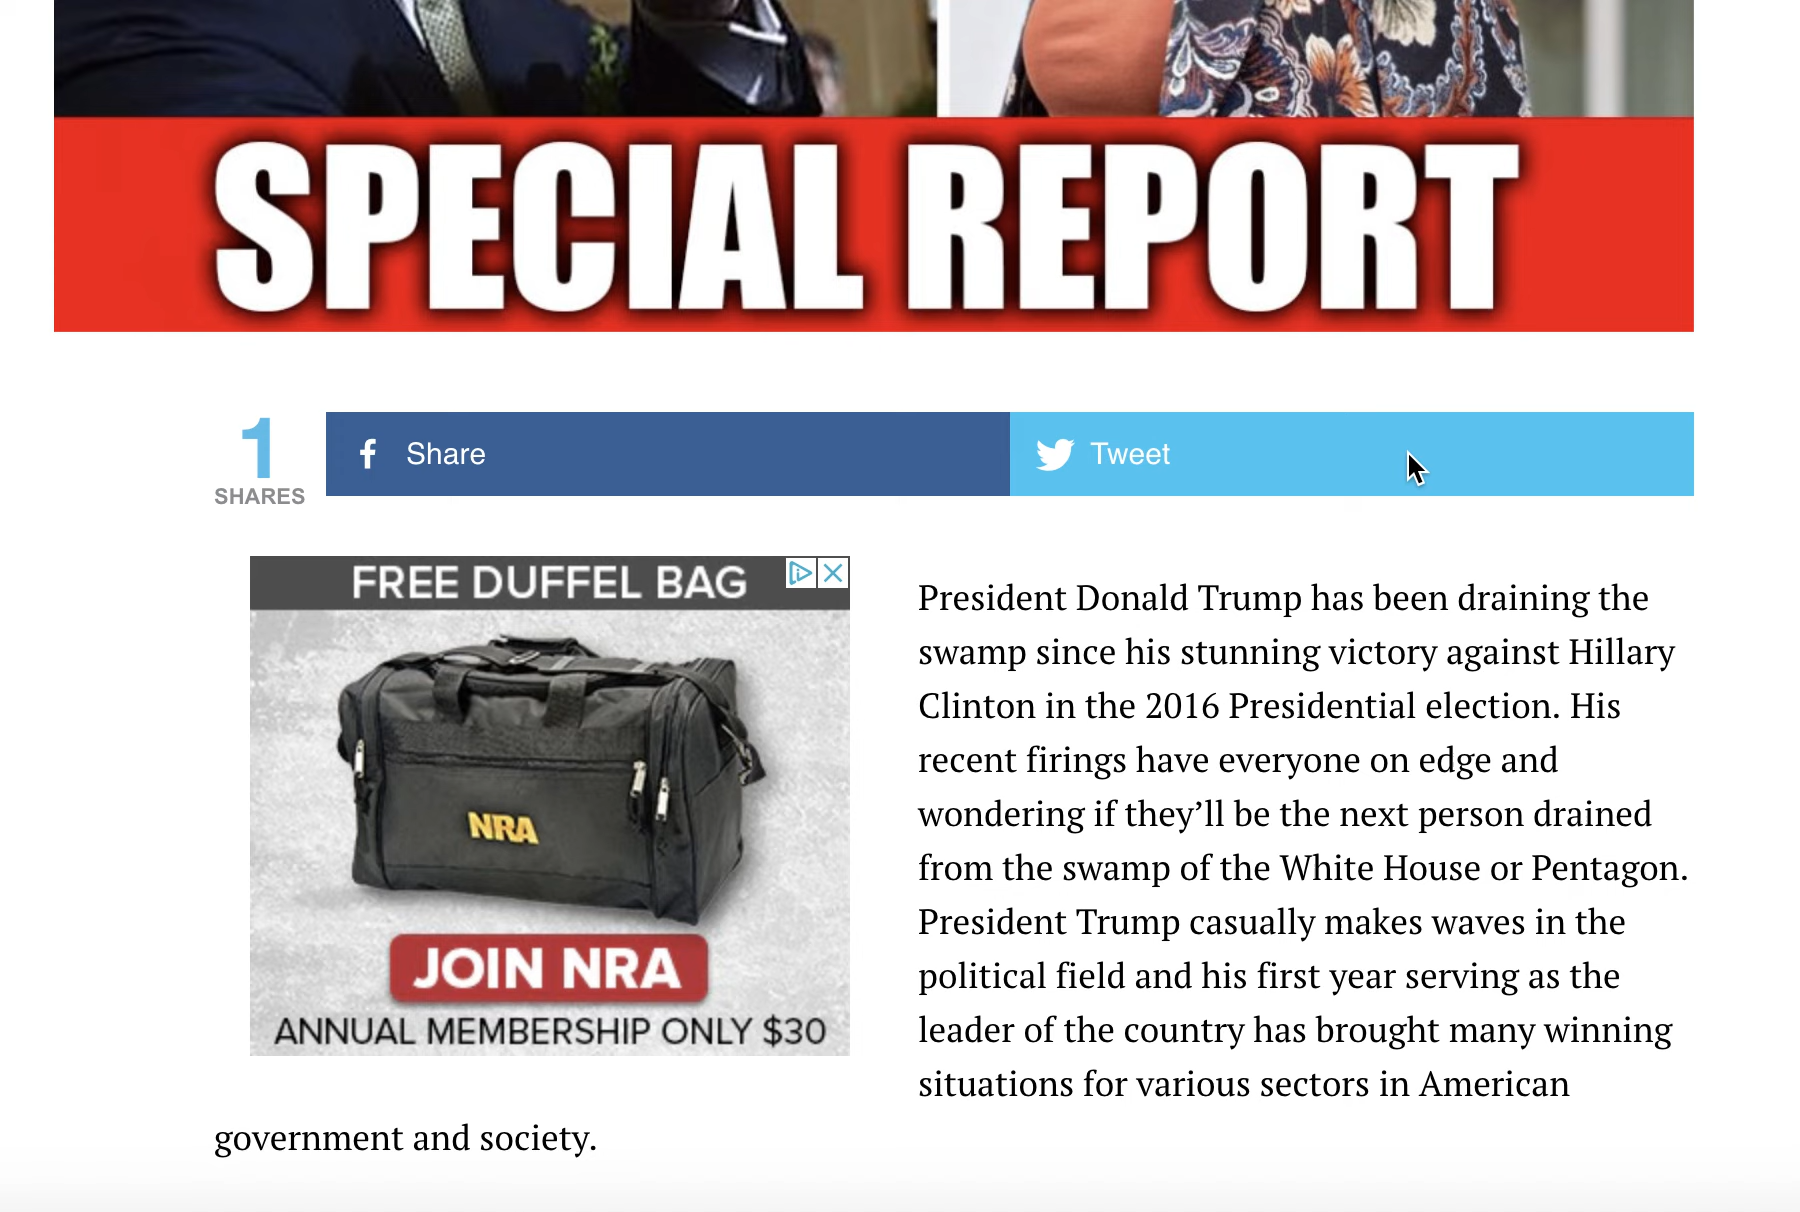 SPECIAL REPORT
1
SHARES
Share
Tweet
FREE DUFFEL BAG
NRA
JOIN NRA
ANNUAL MEMBERSHIP ONLY $30
President Donald Trump has been draining the
swamp since his stunning victory against Hillary
Clinton in the 2016 Presidential election. His
recent firings have everyone on edge and
wondering if they’ll be the next person drained
from the swamp of the White House or Pentagon.
President Trump casually makes waves in the
political field and his first year serving as the
leader of the country has brought many winning
situations for various sectors in American
government and society.